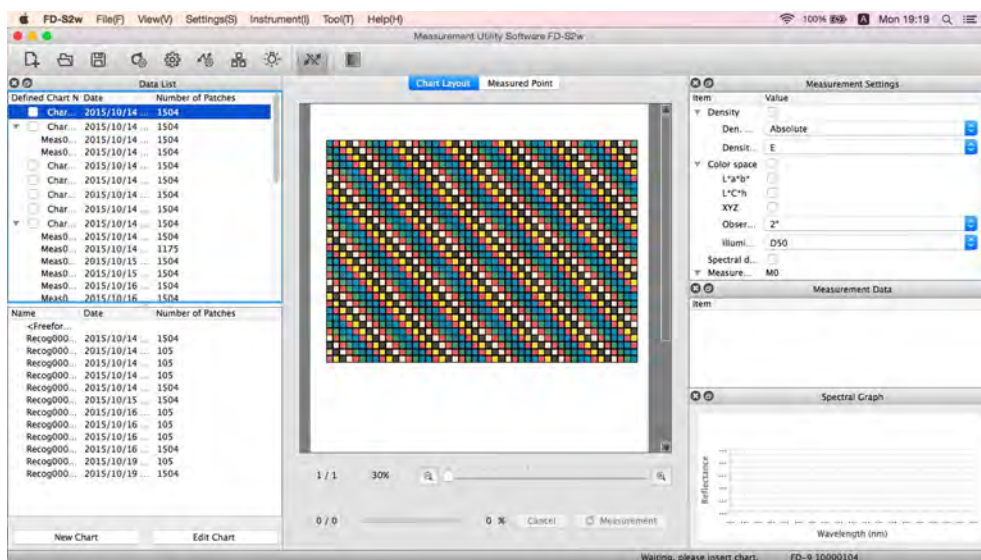 FD-S2w File(F) View(V) Settings(S) Instrument(I) Tool(T) Help(H) 100% A Mon 19:19
Measurement Utility Software FD-S2w
Data List
Defined Chart N Date Number of Patches
Char... 2015/10/14 ... 1504
Char... 2015/10/14 ... 1504
Meas0... 2015/10/14 ... 1504
Meas0... 2015/10/14 ... 1504
Char... 2015/10/14 ... 1504
Char... 2015/10/14 ... 1504
Char... 2015/10/14 ... 1504
Char... 2015/10/14 ... 1504
Char... 2015/10/14 ... 1504
Meas0... 2015/10/14 ... 1504
Meas0... 2015/10/14 ... 1175
Meas0... 2015/10/15 ... 1504
Meas0... 2015/10/15 ... 1504
Meas0... 2015/10/16 ... 1504
Meas0... 2015/10/16 ... 1504
Name Date Number of Patches
<Freefor...
Recog000... 2015/10/14 ... 1504
Recog000... 2015/10/14 ... 105
Recog000... 2015/10/14 ... 105
Recog000... 2015/10/14 ... 105
Recog000... 2015/10/14 ... 1504
Recog000... 2015/10/15 ... 1504
Recog000... 2015/10/16 ... 105
Recog000... 2015/10/16 ... 105
Recog000... 2015/10/16 ... 105
Recog000... 2015/10/16 ... 1504
Recog000... 2015/10/19 ... 105
Recog000... 2015/10/19 ... 1504
New Chart Edit Chart
Chart Layout Measured Point
1 / 1 30%
0 / 0 0 % Cancel Measurement
Measurement Settings
Item Value
Density
Den. ... Absolute
Densit... E
Color space
L*a*b*
L*C*h
XYZ
Obser... 2°
Illumi... D50
Spectral d...
Measure... M0
Measurement Data
Item
Spectral Graph
Reflectance
Wavelength (nm)
Waiting, please insert chart. FD-9 10000104